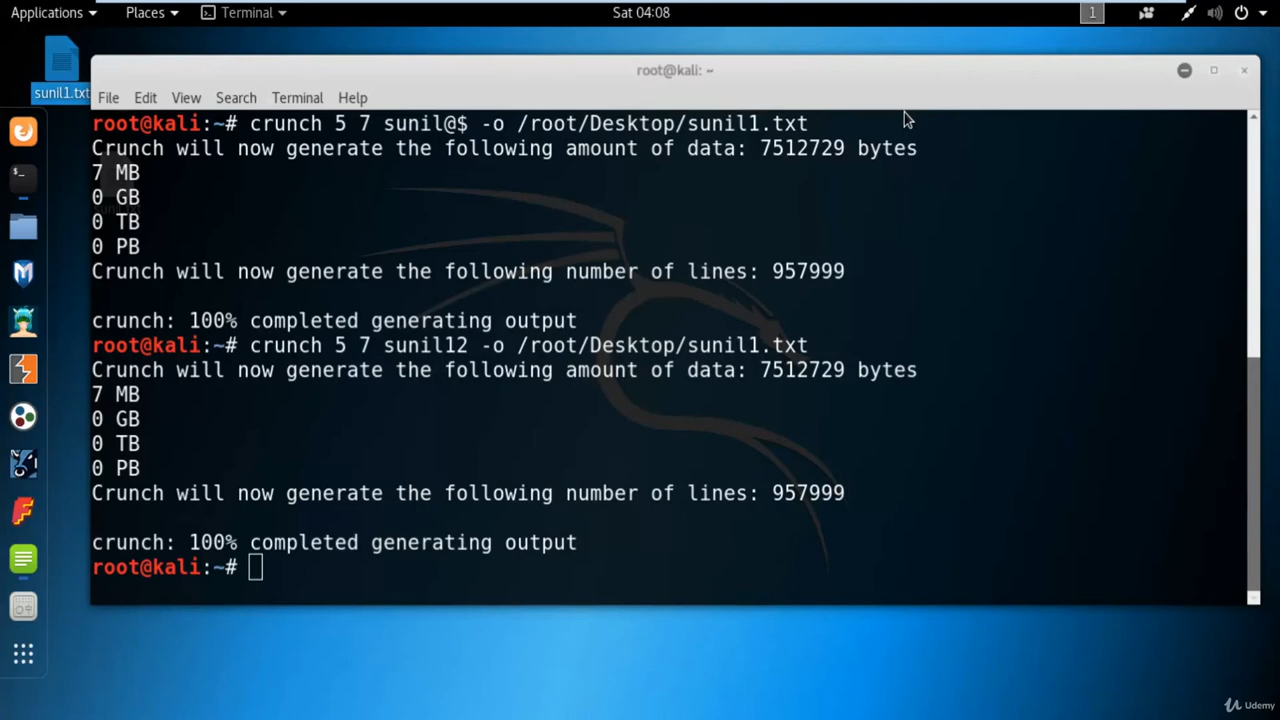 Applications Places Terminal Sat 04:08 1
sunil1.txt
root@kali: ~
File Edit View Search Terminal Help
root@kali:~# crunch 5 7 sunil@$ -o /root/Desktop/sunil1.txt
Crunch will now generate the following amount of data: 7512729 bytes
7 MB
0 GB
0 TB
0 PB
Crunch will now generate the following number of lines: 957999
crunch: 100% completed generating output
root@kali:~# crunch 5 7 sunil12 -o /root/Desktop/sunil1.txt
Crunch will now generate the following amount of data: 7512729 bytes
7 MB
0 GB
0 TB
0 PB
Crunch will now generate the following number of lines: 957999
crunch: 100% completed generating output
root@kali:~#
Udemy